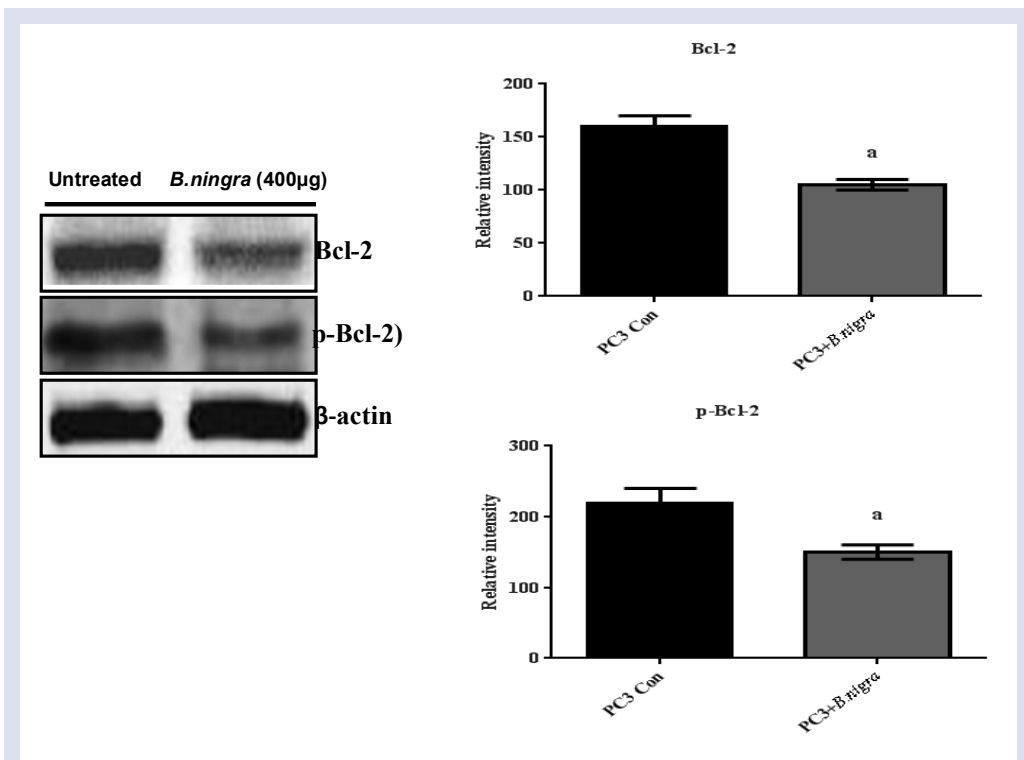 Untreated B.ningra (400µg)
Bcl-2
p-Bcl-2)
β-actin
Bcl-2
200
150
100
50
0
Relative intensity
a
PC3 Con
PC3+B.nigra
p-Bcl-2
300
200
100
0
Relative intensity
a
PC3 Con
PC3+B.nigra